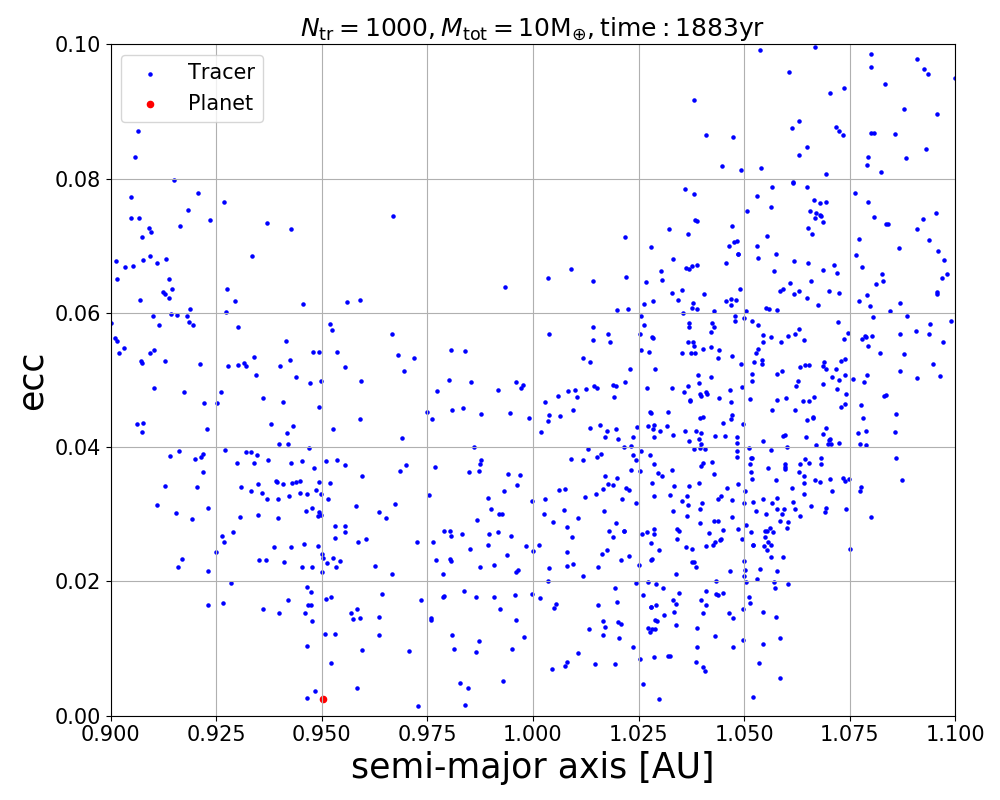 N_tr = 1000, M_tot = 10M_⊕, time : 1883yr
Tracer
Planet
0.10
0.08
0.06
0.04
0.02
0.00
ecc
0.900 0.925 0.950 0.975 1.000 1.025 1.050 1.075 1.100
semi-major axis [AU]